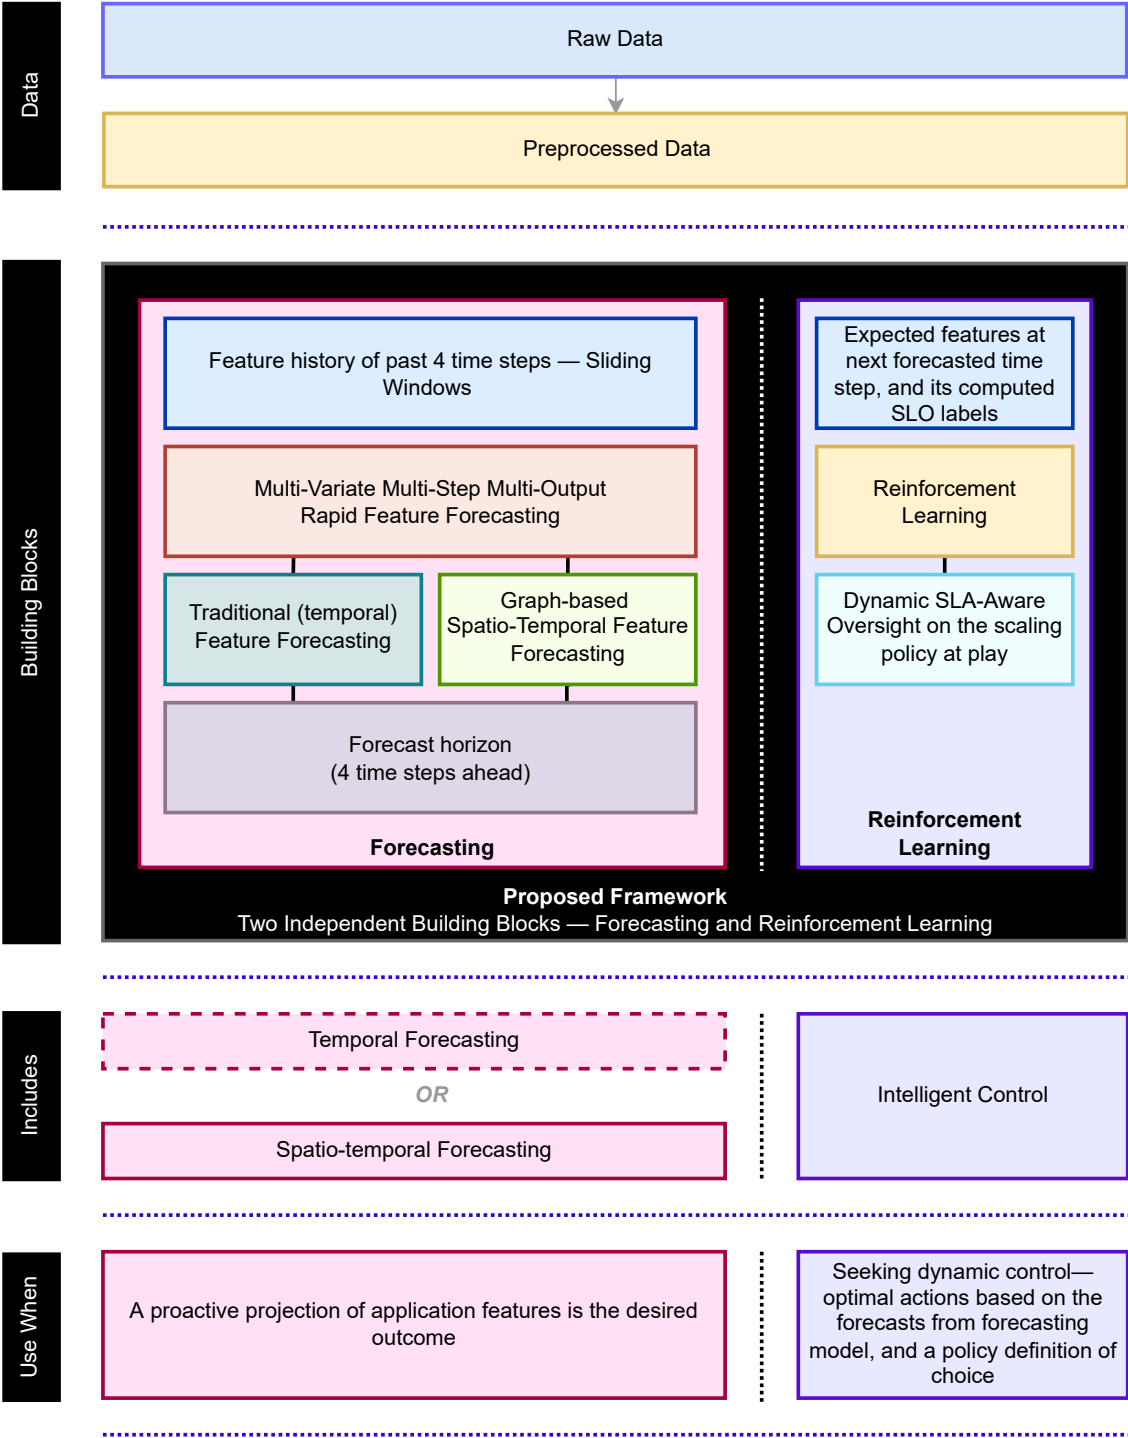 Data
Raw Data
Preprocessed Data
Building Blocks
Feature history of past 4 time steps — Sliding
Windows
Multi-Variate Multi-Step Multi-Output
Rapid Feature Forecasting
Traditional (temporal)
Feature Forecasting
Graph-based
Spatio-Temporal Feature
Forecasting
Forecast horizon
(4 time steps ahead)
Forecasting
Expected features at
next forecasted time
step, and its computed
SLO labels
Reinforcement
Learning
Dynamic SLA-Aware
Oversight on the scaling
policy at play
Reinforcement
Learning
Proposed Framework
Two Independent Building Blocks — Forecasting and Reinforcement Learning
Includes
Temporal Forecasting
OR
Spatio-temporal Forecasting
Intelligent Control
Use When
A proactive projection of application features is the desired
outcome
Seeking dynamic control—
optimal actions based on the
forecasts from forecasting
model, and a policy definition of
choice